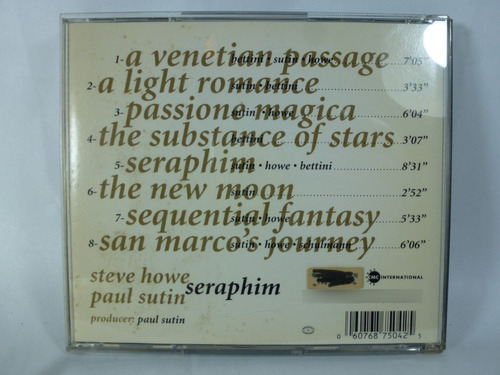 1- a venetian passage
bettini • sutin • howe 7'05"
2- a light romance
sutin • bettini 3'33"
3- passione magica
sutin • howe 6'04"
4- the substance of stars
bettini 3'07"
5- seraphim
sutin • howe • bettini 8'31"
6- the new moon
sutin 2'52"
7- sequential fantasy
sutin • howe 5'33"
8- san marco's journey
sutin • howe • schulmann 6'06"
steve howe
paul sutin
seraphim
producer: paul sutin
CMC INTERNATIONAL
0 60768 75042 5